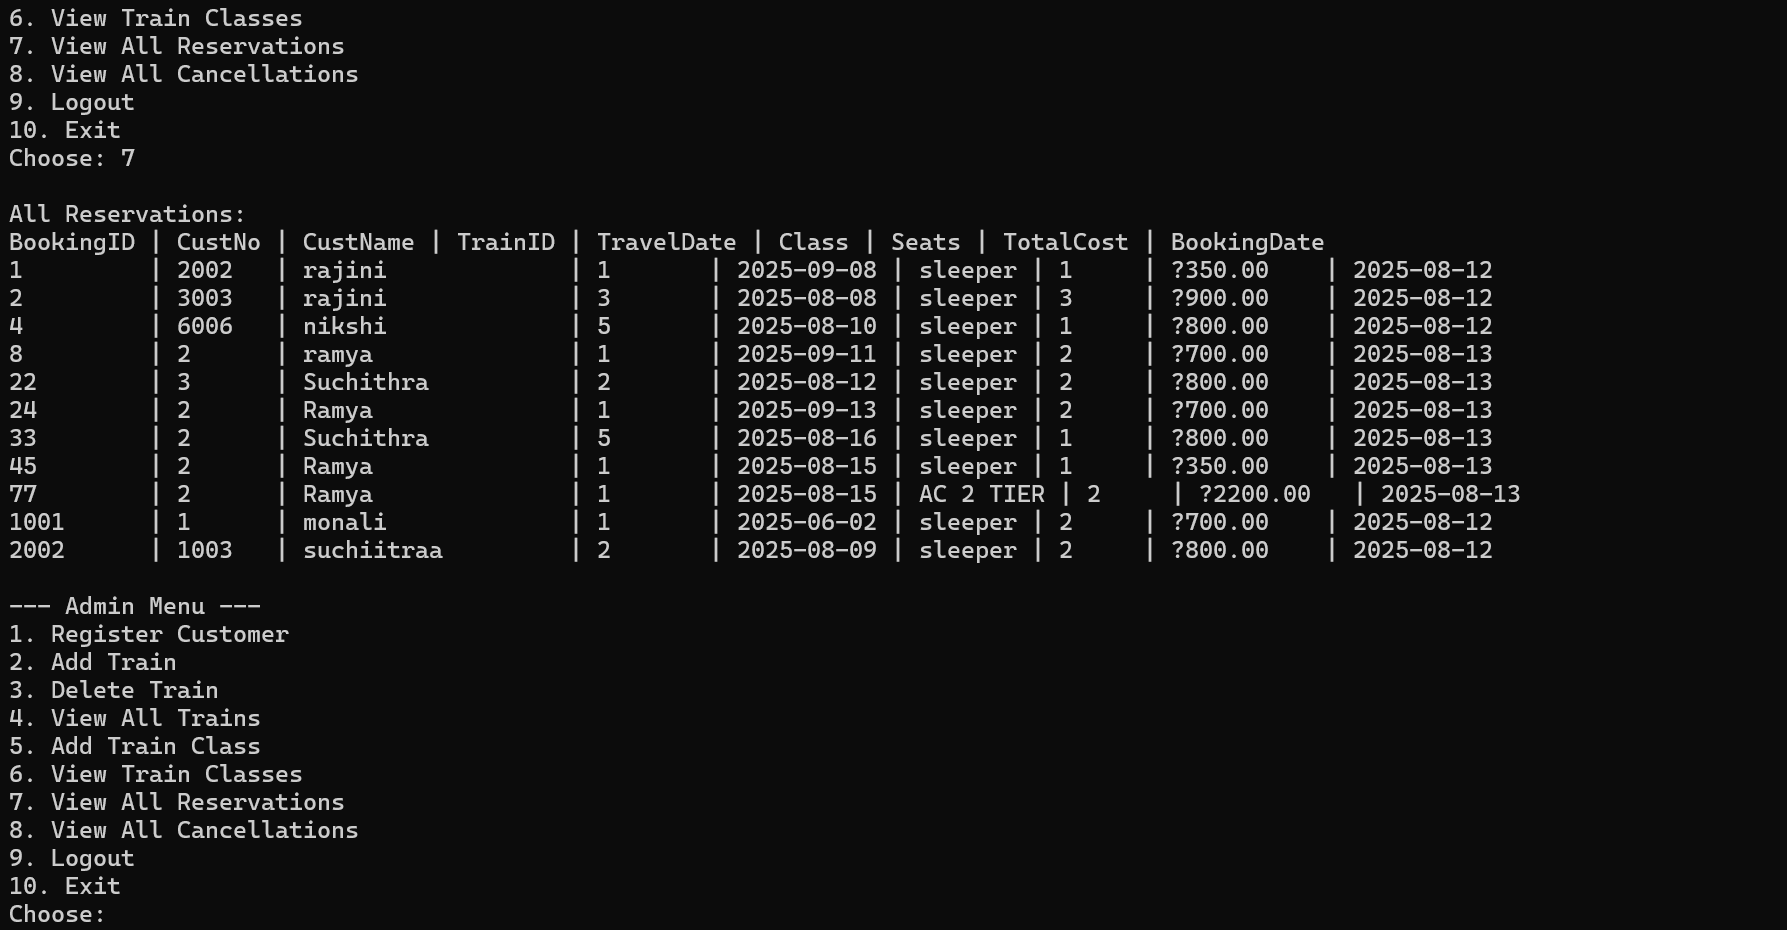 6. View Train Classes
7. View All Reservations
8. View All Cancellations
9. Logout
10. Exit
Choose: 7

All Reservations:
BookingID | CustNo | CustName | TrainID | TravelDate | Class | Seats | TotalCost | BookingDate
1         | 2002   | rajini             | 1       | 2025-09-08 | sleeper | 1     | ?350.00    | 2025-08-12
2         | 3003   | rajini             | 3       | 2025-08-08 | sleeper | 3     | ?900.00    | 2025-08-12
4         | 6006   | nikshi             | 5       | 2025-08-10 | sleeper | 1     | ?800.00    | 2025-08-12
8         | 2      | ramya              | 1       | 2025-09-11 | sleeper | 2     | ?700.00    | 2025-08-13
22        | 3      | Suchithra          | 2       | 2025-08-12 | sleeper | 2     | ?800.00    | 2025-08-13
24        | 2      | Ramya              | 1       | 2025-09-13 | sleeper | 2     | ?700.00    | 2025-08-13
33        | 2      | Suchithra          | 5       | 2025-08-16 | sleeper | 1     | ?800.00    | 2025-08-13
45        | 2      | Ramya              | 1       | 2025-08-15 | sleeper | 1     | ?350.00    | 2025-08-13
77        | 2      | Ramya              | 1       | 2025-08-15 | AC 2 TIER | 2     | ?2200.00   | 2025-08-13
1001      | 1      | monali             | 1       | 2025-06-02 | sleeper | 2     | ?700.00    | 2025-08-12
2002      | 1003   | suchiitraa         | 2       | 2025-08-09 | sleeper | 2     | ?800.00    | 2025-08-12

--- Admin Menu ---
1. Register Customer
2. Add Train
3. Delete Train
4. View All Trains
5. Add Train Class
6. View Train Classes
7. View All Reservations
8. View All Cancellations
9. Logout
10. Exit
Choose: